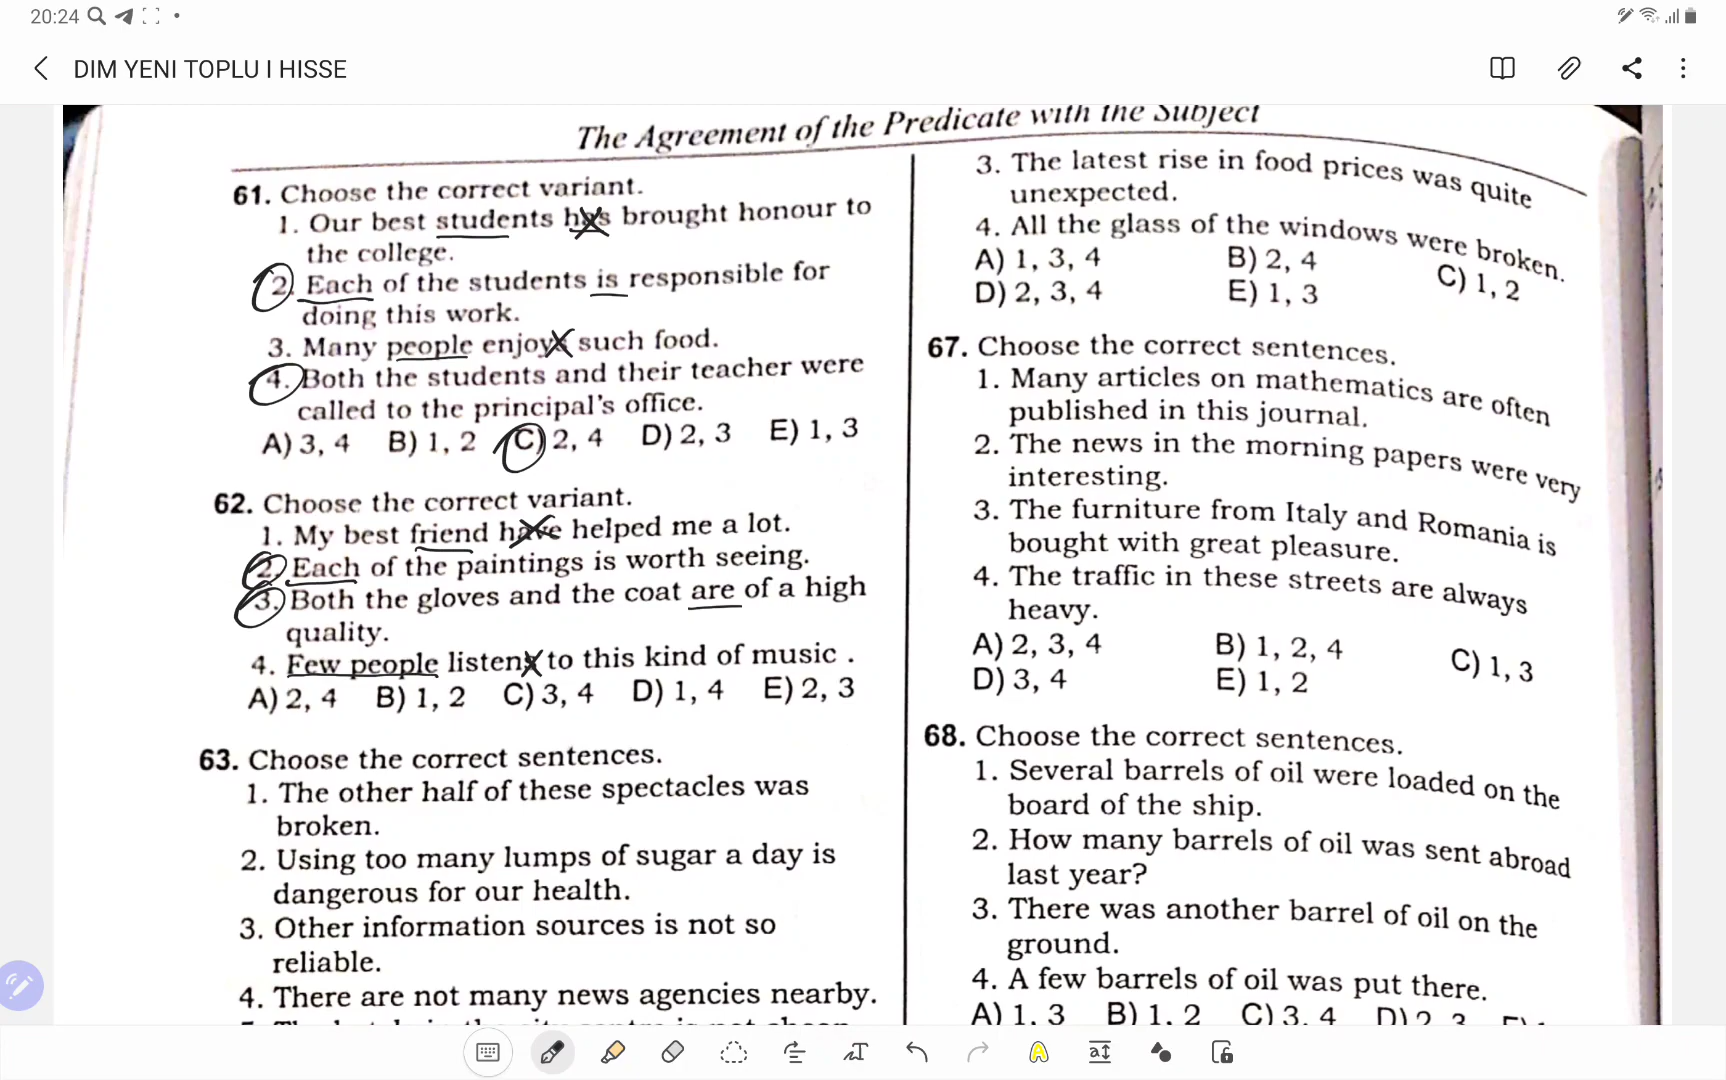 20:24
DIM YENI TOPLU I HISSE
The Agreement of the Predicate with the Subject
61. Choose the correct variant.
1. Our best students has brought honour to
the college.
2. Each of the students is responsible for
doing this work.
3. Many people enjoys such food.
4. Both the students and their teacher were
called to the principal's office.
A) 3, 4 B) 1, 2 C) 2, 4 D) 2, 3 E) 1, 3
62. Choose the correct variant.
1. My best friend have helped me a lot.
2. Each of the paintings is worth seeing.
3. Both the gloves and the coat are of a high
quality.
4. Few people listens to this kind of music .
A) 2, 4 B) 1, 2 C) 3, 4 D) 1, 4 E) 2, 3
63. Choose the correct sentences.
1. The other half of these spectacles was
broken.
2. Using too many lumps of sugar a day is
dangerous for our health.
3. Other information sources is not so
reliable.
4. There are not many news agencies nearby.
3. The latest rise in food prices was quite
unexpected.
4. All the glass of the windows were broken.
A) 1, 3, 4 B) 2, 4 C) 1, 2
D) 2, 3, 4 E) 1, 3
67. Choose the correct sentences.
1. Many articles on mathematics are often
published in this journal.
2. The news in the morning papers were very
interesting.
3. The furniture from Italy and Romania is
bought with great pleasure.
4. The traffic in these streets are always
heavy.
A) 2, 3, 4 B) 1, 2, 4 C) 1, 3
D) 3, 4 E) 1, 2
68. Choose the correct sentences.
1. Several barrels of oil were loaded on the
board of the ship.
2. How many barrels of oil was sent abroad
last year?
3. There was another barrel of oil on the
ground.
4. A few barrels of oil was put there.
A) 1, 3 B) 1, 2 C) 3, 4 D) 2, 3